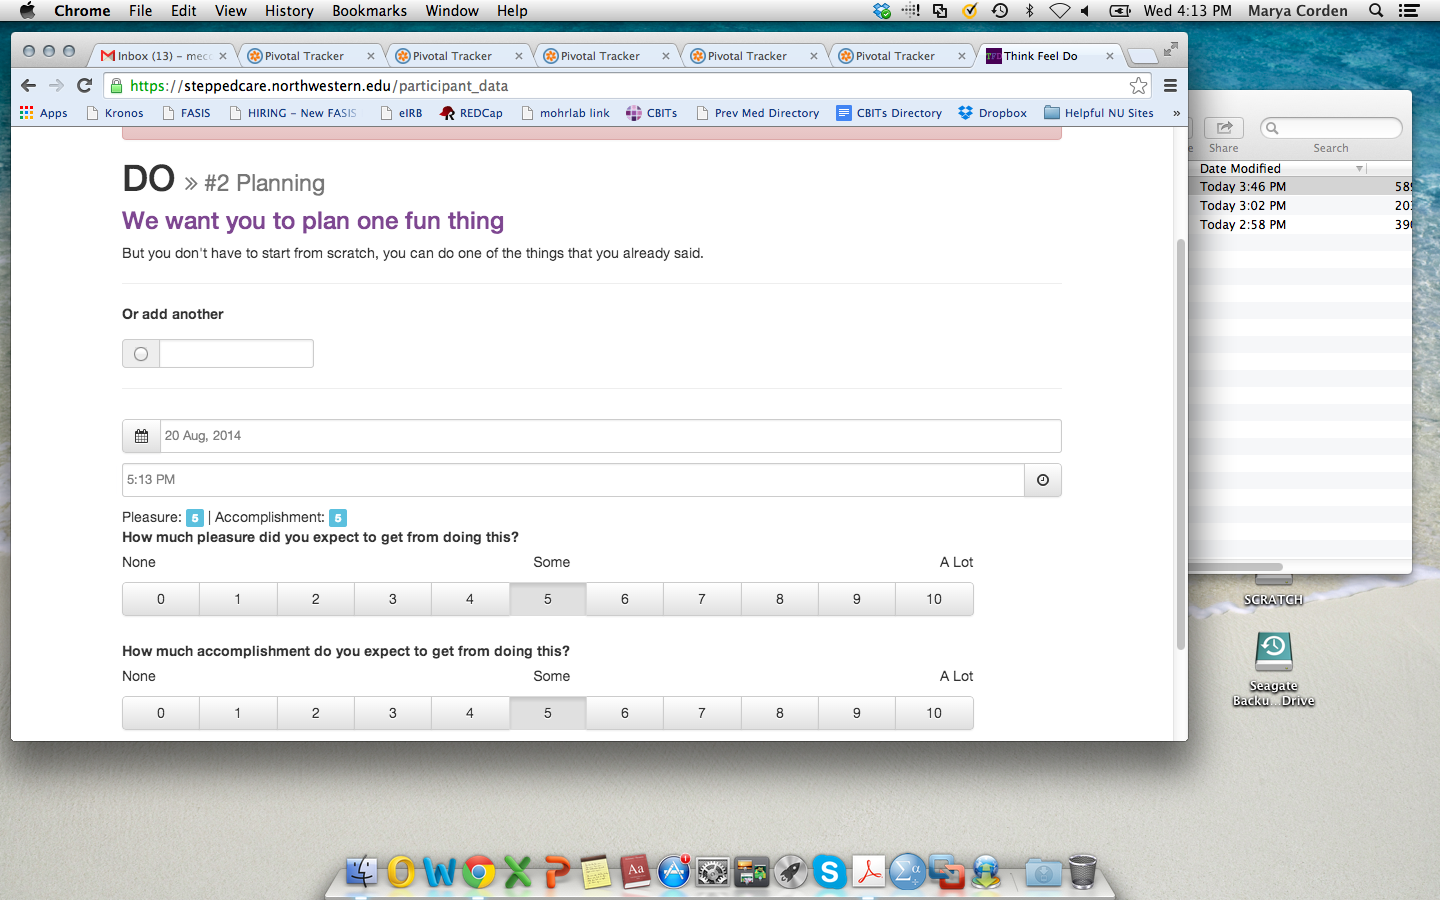 Chrome File Edit View History Bookmarks Window Help Wed 4:13 PM Marya Corden
Inbox (13) – mec
Pivotal Tracker
Pivotal Tracker
Pivotal Tracker
Pivotal Tracker
Pivotal Tracker
Think Feel Do
https://steppedcare.northwestern.edu/participant_data
Apps Kronos FASIS HIRING – New FASIS eIRB REDCap mohrlab link CBITs Prev Med Directory CBITs Directory Dropbox Helpful NU Sites »
DO » #2 Planning
We want you to plan one fun thing
But you don't have to start from scratch, you can do one of the things that you already said.
Or add another
20 Aug, 2014
5:13 PM
Pleasure: 5 | Accomplishment: 5
How much pleasure did you expect to get from doing this?
None Some A Lot
0 1 2 3 4 5 6 7 8 9 10
How much accomplishment do you expect to get from doing this?
None Some A Lot
0 1 2 3 4 5 6 7 8 9 10
Share Search
Date Modified
Today 3:46 PM 589
Today 3:02 PM 20
Today 2:58 PM 390
SCRATCH
Seagate
Backu...Drive